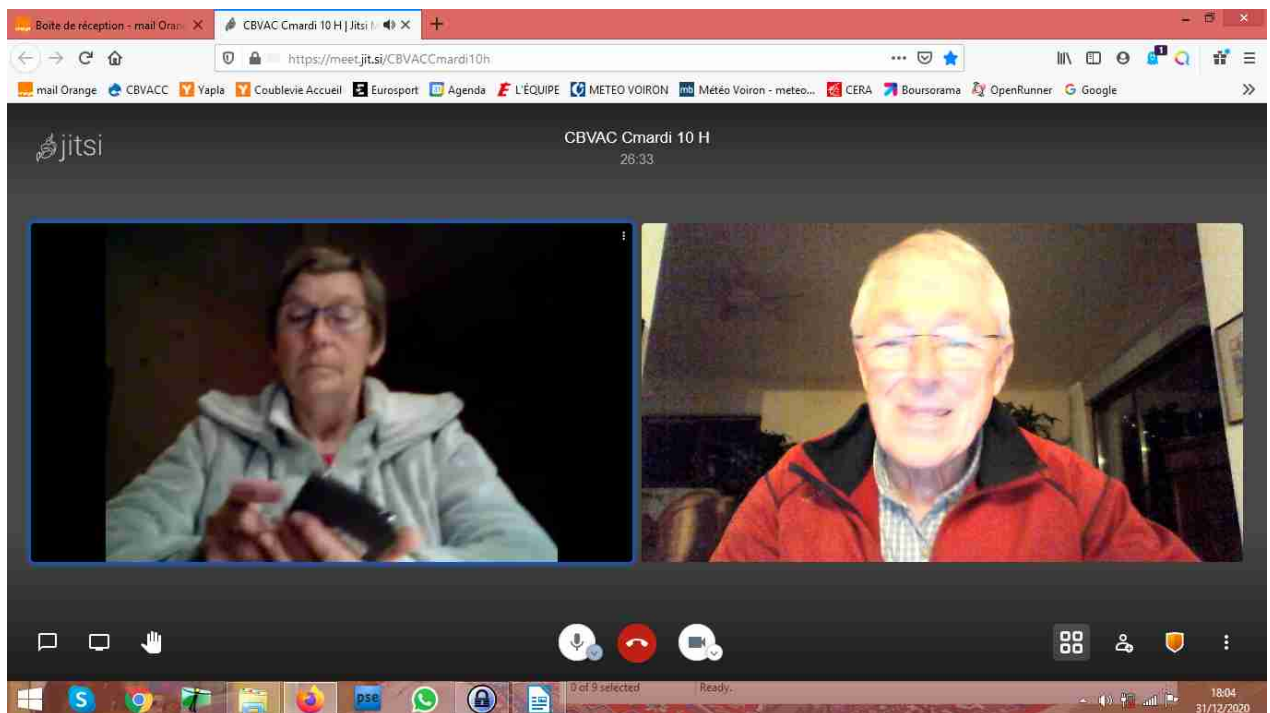 Boite de réception - mail Oran
CBVAC Cmardi 10 H | Jitsi M
https://meet.jit.si/CBVACCmardi10h
1
mail Orange CBVACC Yapla Coublevie Accueil Eurosport Agenda L'ÉQUIPE METEO VOIRON Météo Voiron - meteo... CERA Boursorama OpenRunner Google
jitsi
CBVAC Cmardi 10 H
26:33
0 of 9 selected Ready.
pse
18:04
31/12/2020